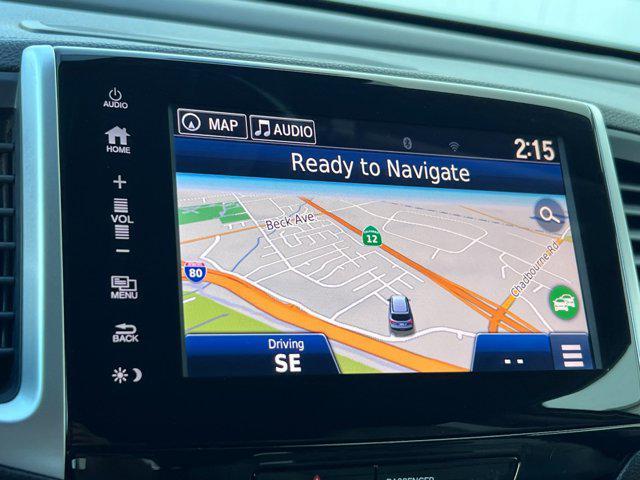 AUDIO
HOME
+
VOL
−
MENU
BACK
MAP
AUDIO
2:15
Ready to Navigate
Beck Ave.
12
80
Chadbourne Rd
Driving
SE
- -
PASSENGER